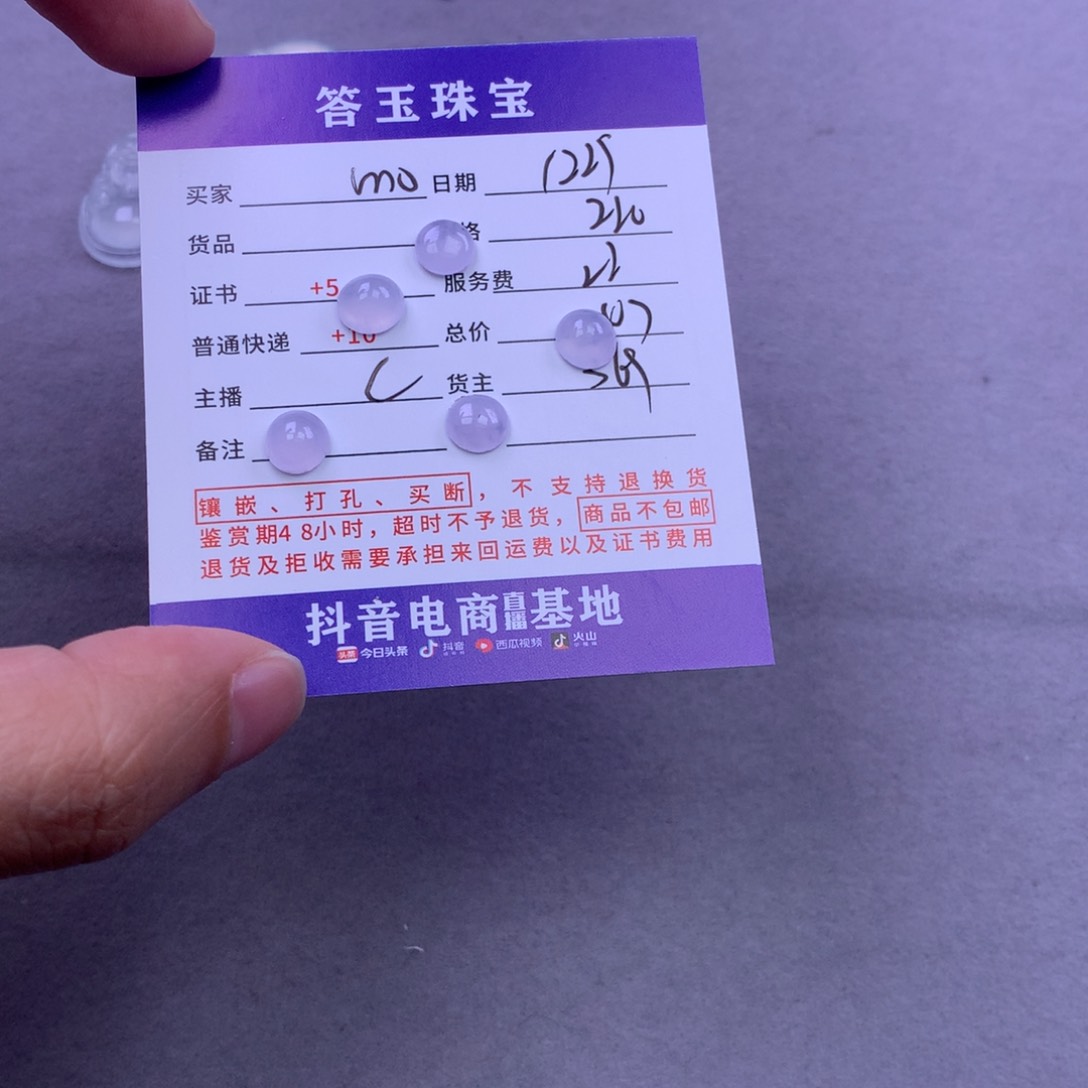 答玉珠宝
买家 mo 日期 1229
货品 格 210
证书 +5 服务费
普通快递 +10 总价 07
主播 C 货主
备注
镶嵌、打孔、买断，不支持退换货
鉴赏期48小时，超时不予退货，商品不包邮
退货及拒收需要承担来回运费以及证书费用
抖音电商直播基地
头条 今日头条 抖音 西瓜视频 火山